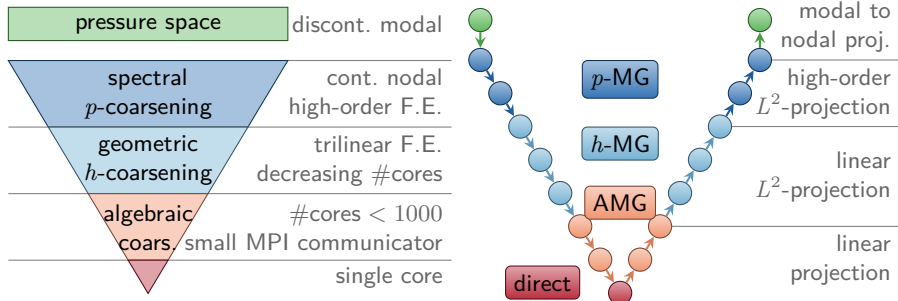 pressure space
discont. modal
spectral
p-coarsening
cont. nodal
high-order F.E.
geometric
h-coarsening
trilinear F.E.
decreasing #cores
algebraic
coars.
#cores < 1000
small MPI communicator
single core
p-MG
h-MG
AMG
direct
modal to
nodal proj.
high-order
L²-projection
linear
L²-projection
linear
projection